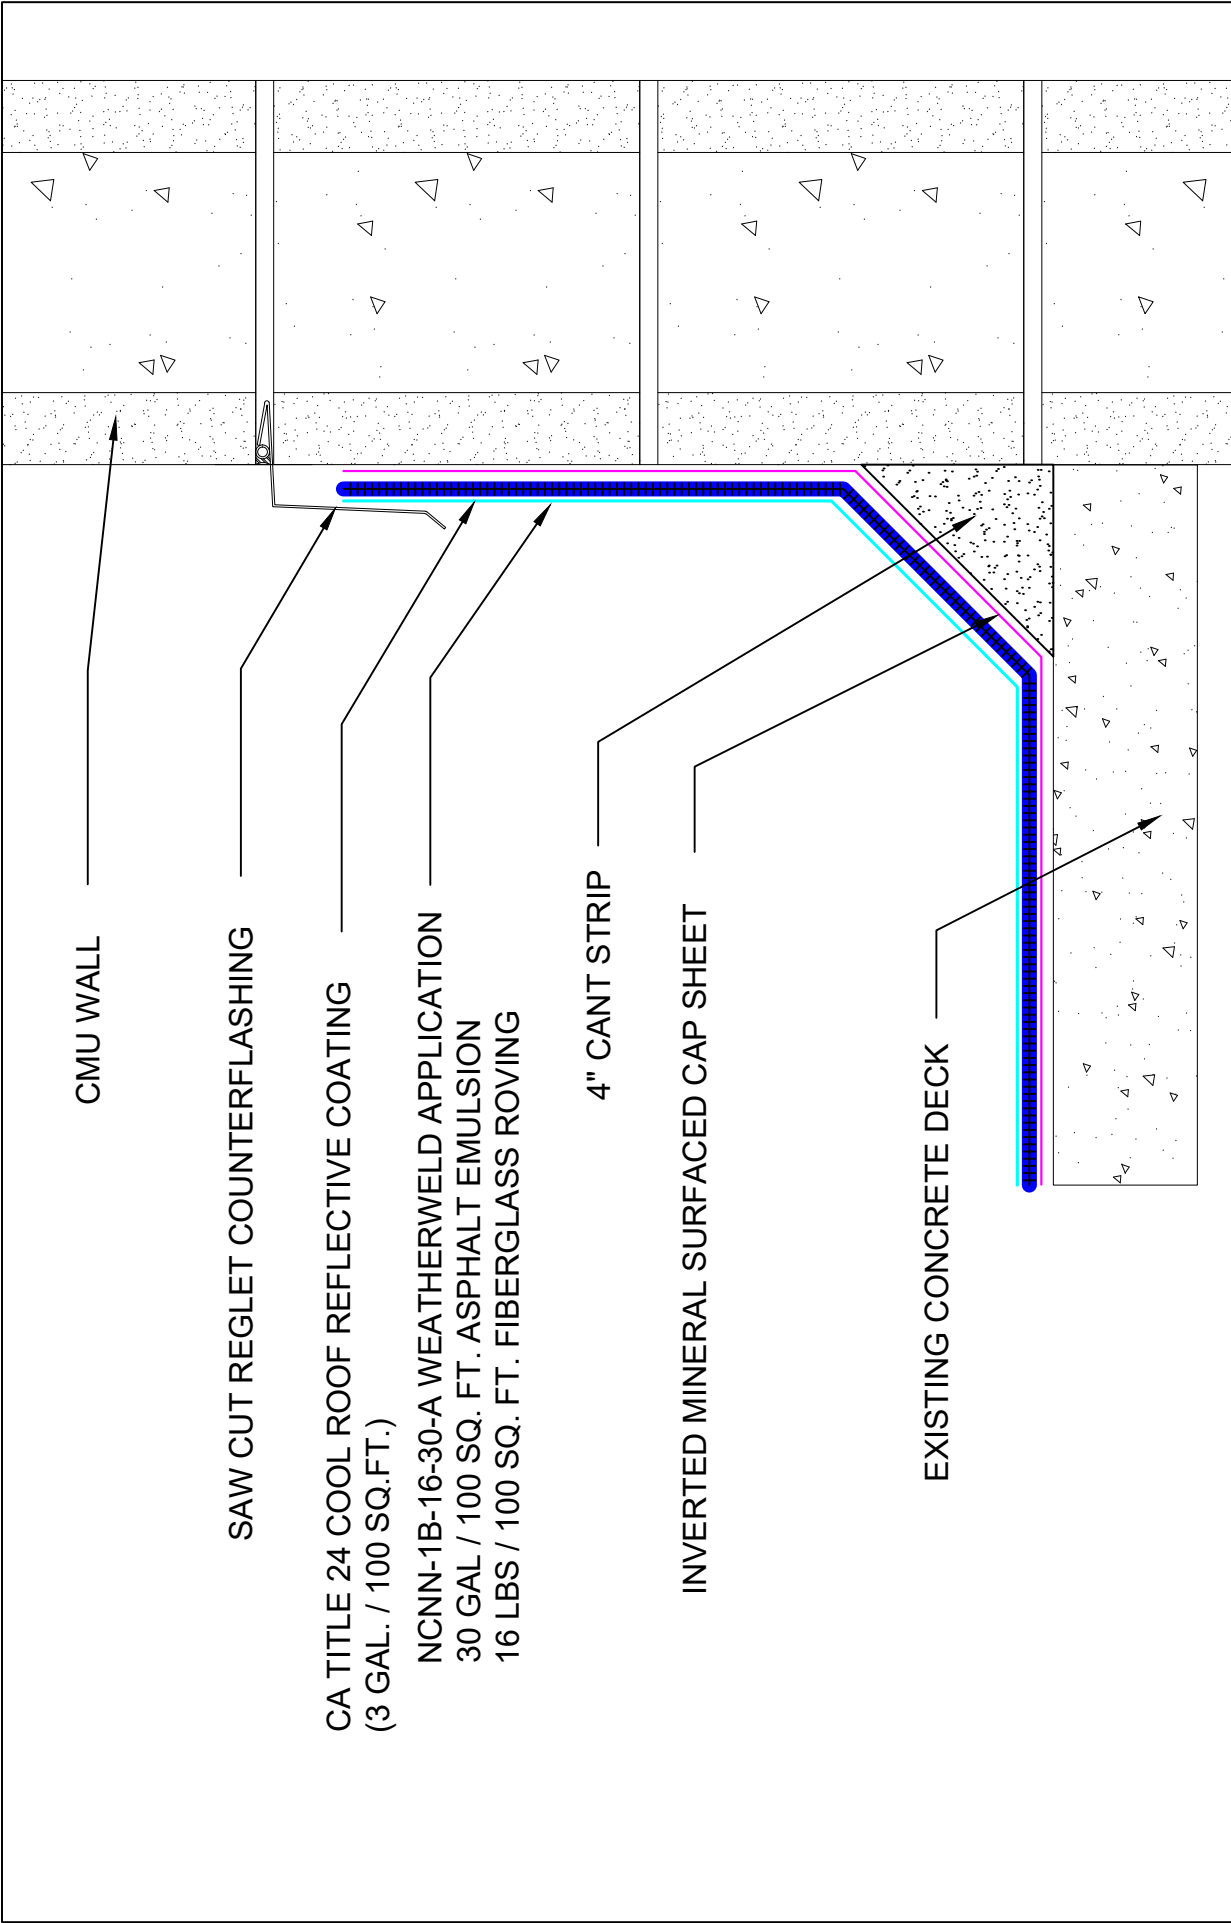 CMU WALL
SAW CUT REGLET COUNTERFLASHING
CA TITLE 24 COOL ROOF REFLECTIVE COATING
(3 GAL. / 100 SQ.FT.)
NCNN-1B-16-30-A WEATHERWELD APPLICATION
30 GAL / 100 SQ. FT. ASPHALT EMULSION
16 LBS / 100 SQ. FT. FIBERGLASS ROVING
4" CANT STRIP
INVERTED MINERAL SURFACED CAP SHEET
EXISTING CONCRETE DECK